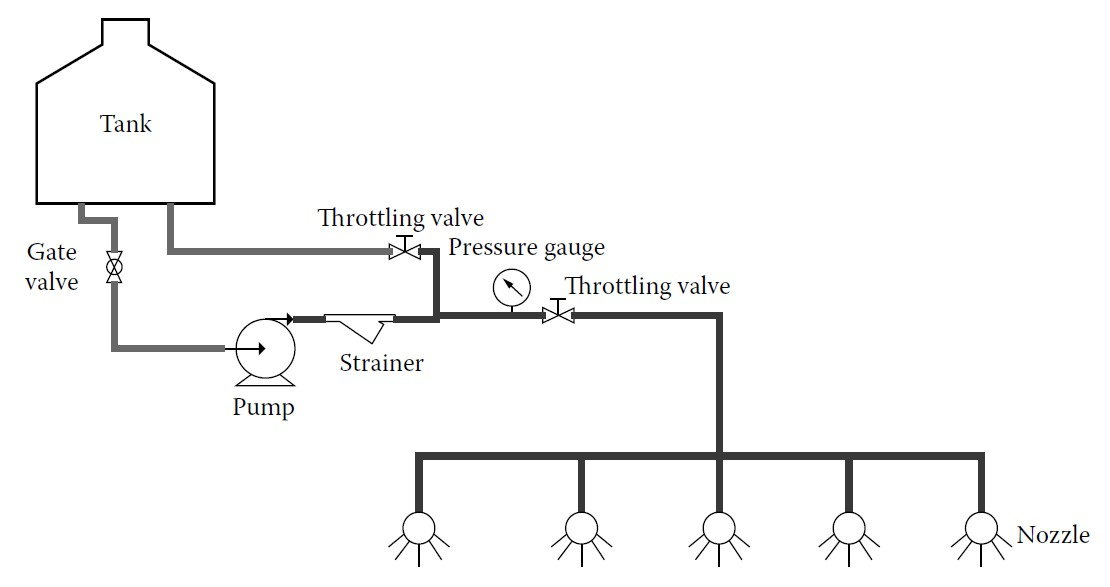 Tank
Throttling valve
Gate
valve
Pressure gauge
Throttling valve
Strainer
Pump
Nozzle